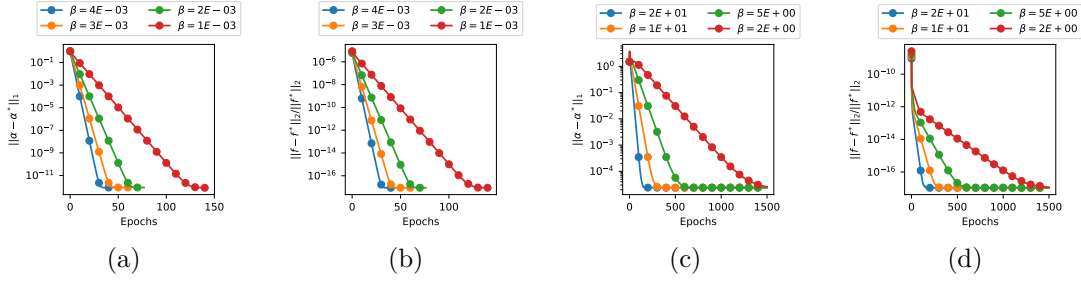 β = 4E−03 β = 2E−03
β = 3E−03 β = 1E−03
||α − α*||₁
10⁻¹
10⁻³
10⁻⁵
10⁻⁷
10⁻⁹
10⁻¹¹
0 50 100 150
Epochs
(a)
β = 4E−03 β = 2E−03
β = 3E−03 β = 1E−03
||f − f*||₂/||f*||₂
10⁻⁶
10⁻⁸
10⁻¹⁰
10⁻¹²
10⁻¹⁴
10⁻¹⁶
0 50 100
Epochs
(b)
β = 2E+01 β = 5E+00
β = 1E+01 β = 2E+00
||α − α*||₁
10⁰
10⁻¹
10⁻²
10⁻³
10⁻⁴
0 500 1000 1500
Epochs
(c)
β = 2E+01 β = 5E+00
β = 1E+01 β = 2E+00
||f − f*||₂/||f*||₂
10⁻¹⁰
10⁻¹²
10⁻¹⁴
10⁻¹⁶
0 500 1000 1500
Epochs
(d)